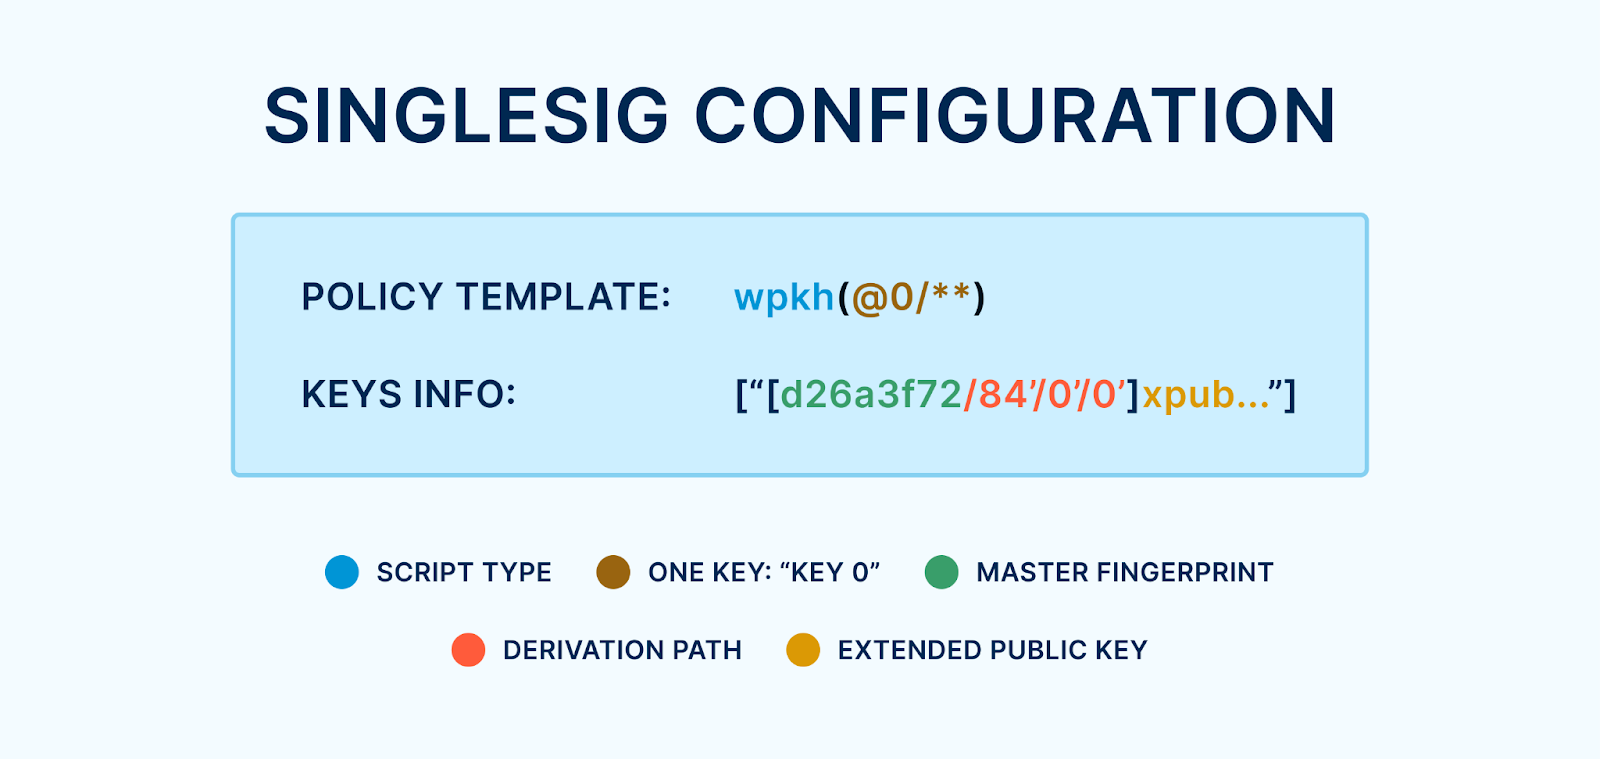 SINGLESIG CONFIGURATION
POLICY TEMPLATE: wpkh(@0/**)
KEYS INFO: [“[d26a3f72/84’/0’/0’]xpub...”]
SCRIPT TYPE ONE KEY: “KEY 0” MASTER FINGERPRINT
DERIVATION PATH EXTENDED PUBLIC KEY